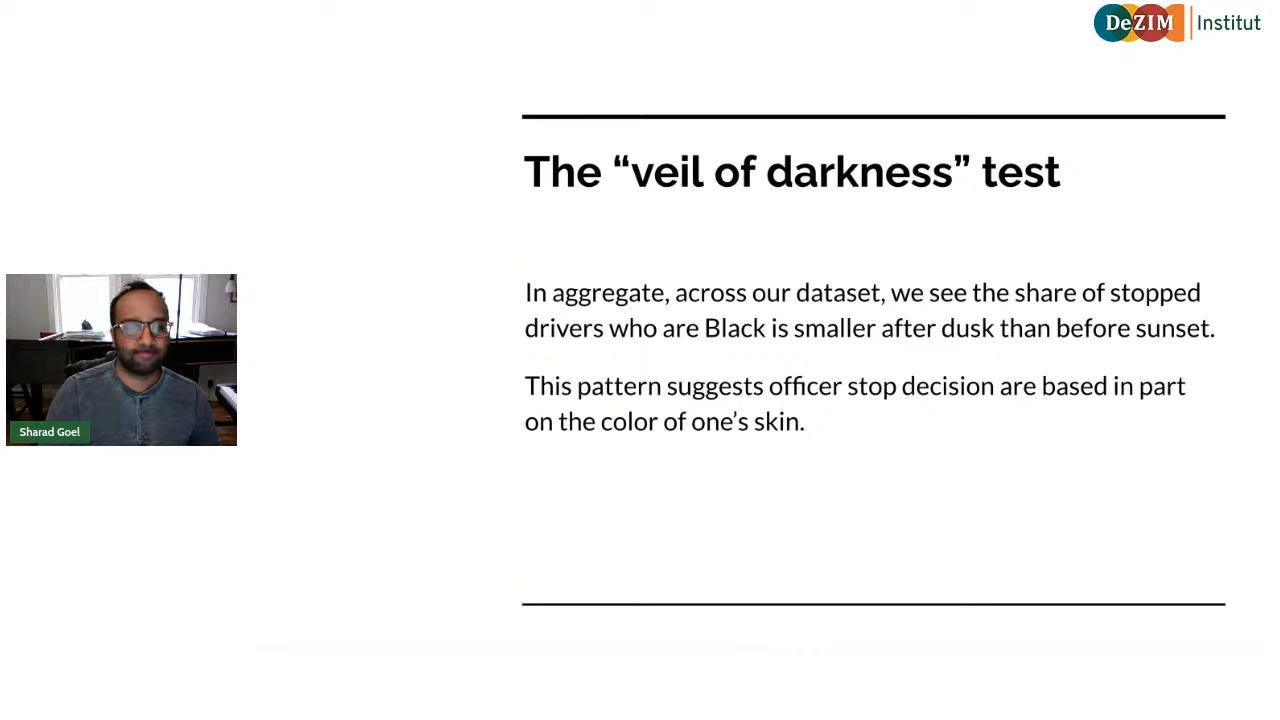 DeZIM Institut
The “veil of darkness” test
In aggregate, across our dataset, we see the share of stopped
drivers who are Black is smaller after dusk than before sunset.
This pattern suggests officer stop decision are based in part
on the color of one’s skin.
Sharad Goel